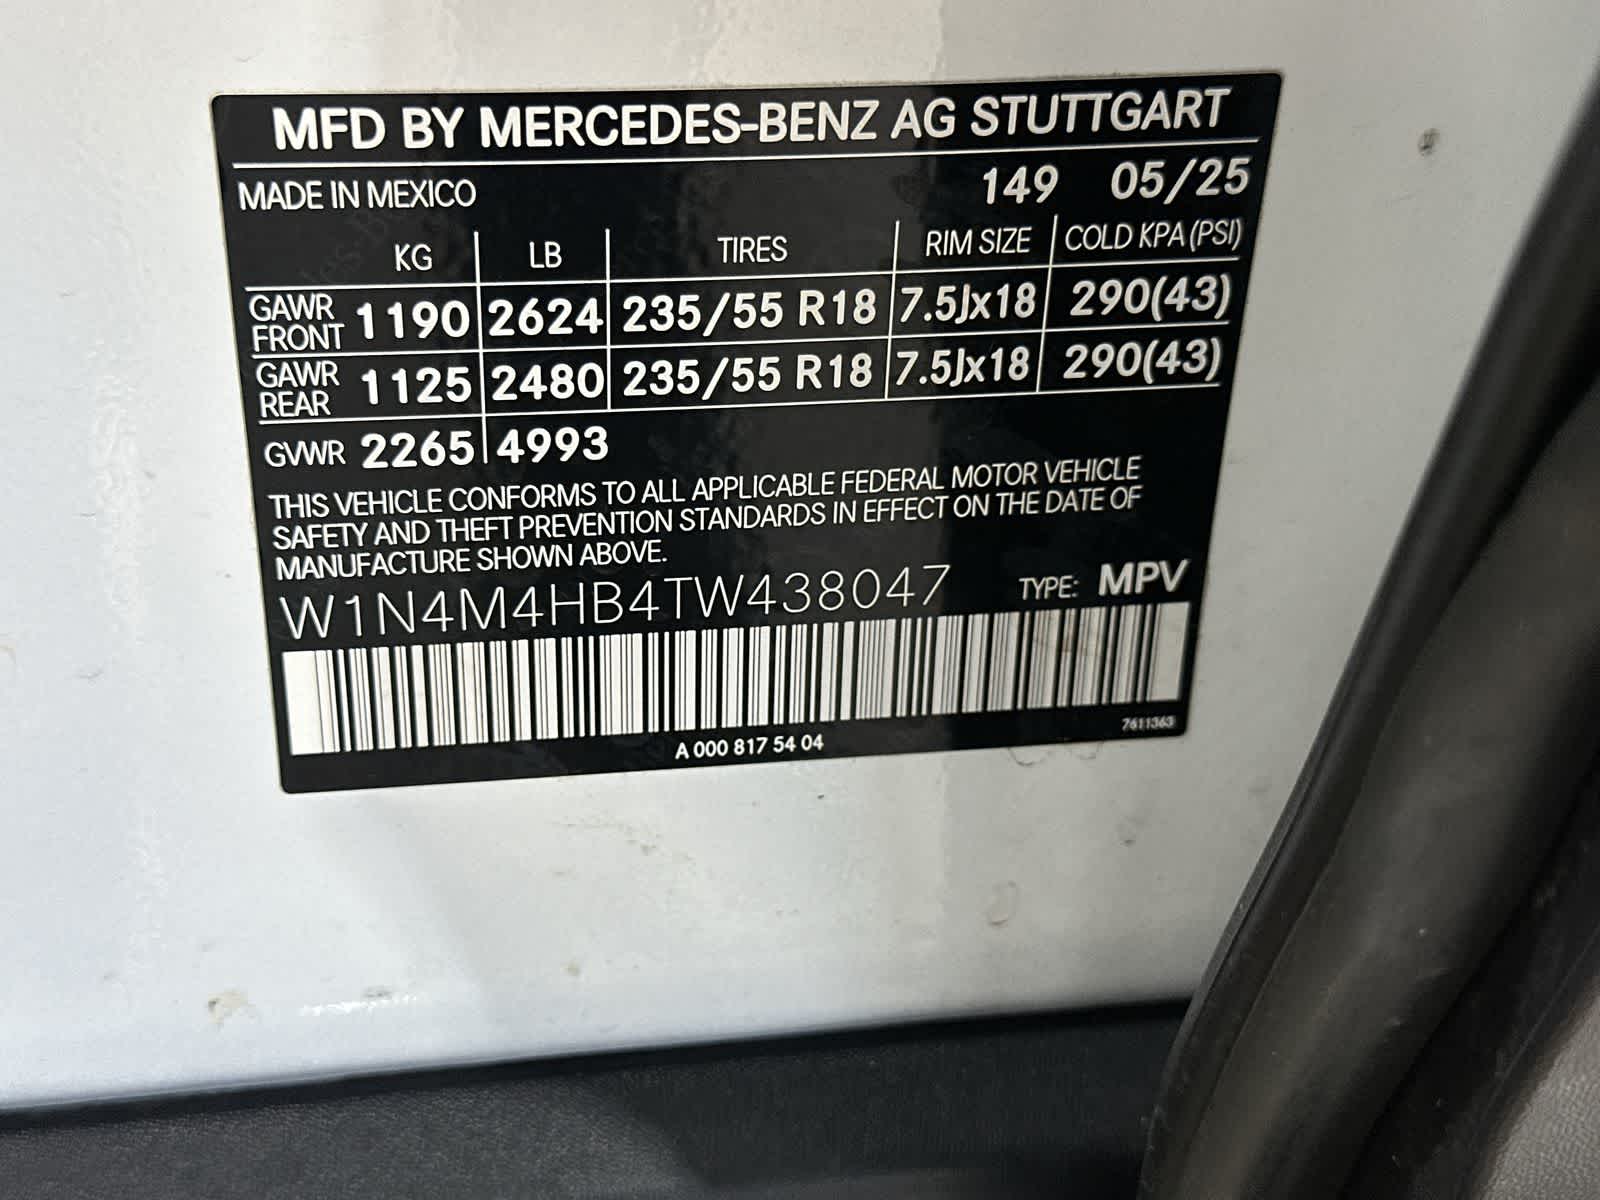 MFD BY MERCEDES-BENZ AG STUTTGART
MADE IN MEXICO 149 05/25
KG LB TIRES RIM SIZE COLD KPA (PSI)
GAWR FRONT 1190 2624 235/55 R18 7.5Jx18 290(43)
GAWR REAR 1125 2480 235/55 R18 7.5Jx18 290(43)
GVWR 2265 4993
THIS VEHICLE CONFORMS TO ALL APPLICABLE FEDERAL MOTOR VEHICLE
SAFETY AND THEFT PREVENTION STANDARDS IN EFFECT ON THE DATE OF
MANUFACTURE SHOWN ABOVE.
W1N4M4HB4TW438047 TYPE: MPV
A 000 817 54 04
7611363